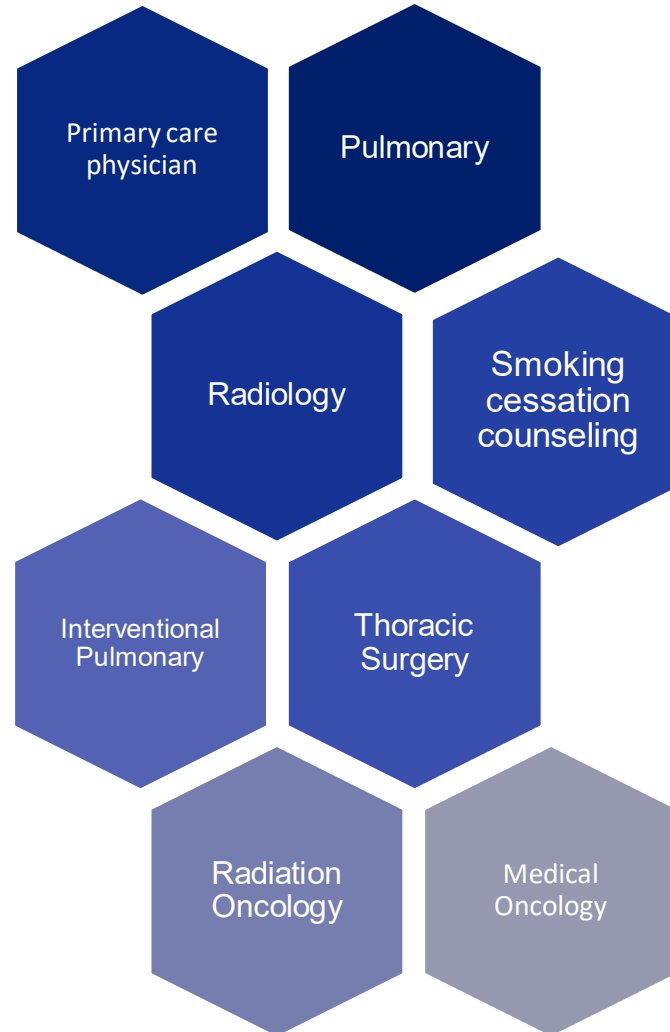 Primary care
physician
Pulmonary
Radiology
Smoking
cessation
counseling
Interventional
Pulmonary
Thoracic
Surgery
Radiation
Oncology
Medical
Oncology